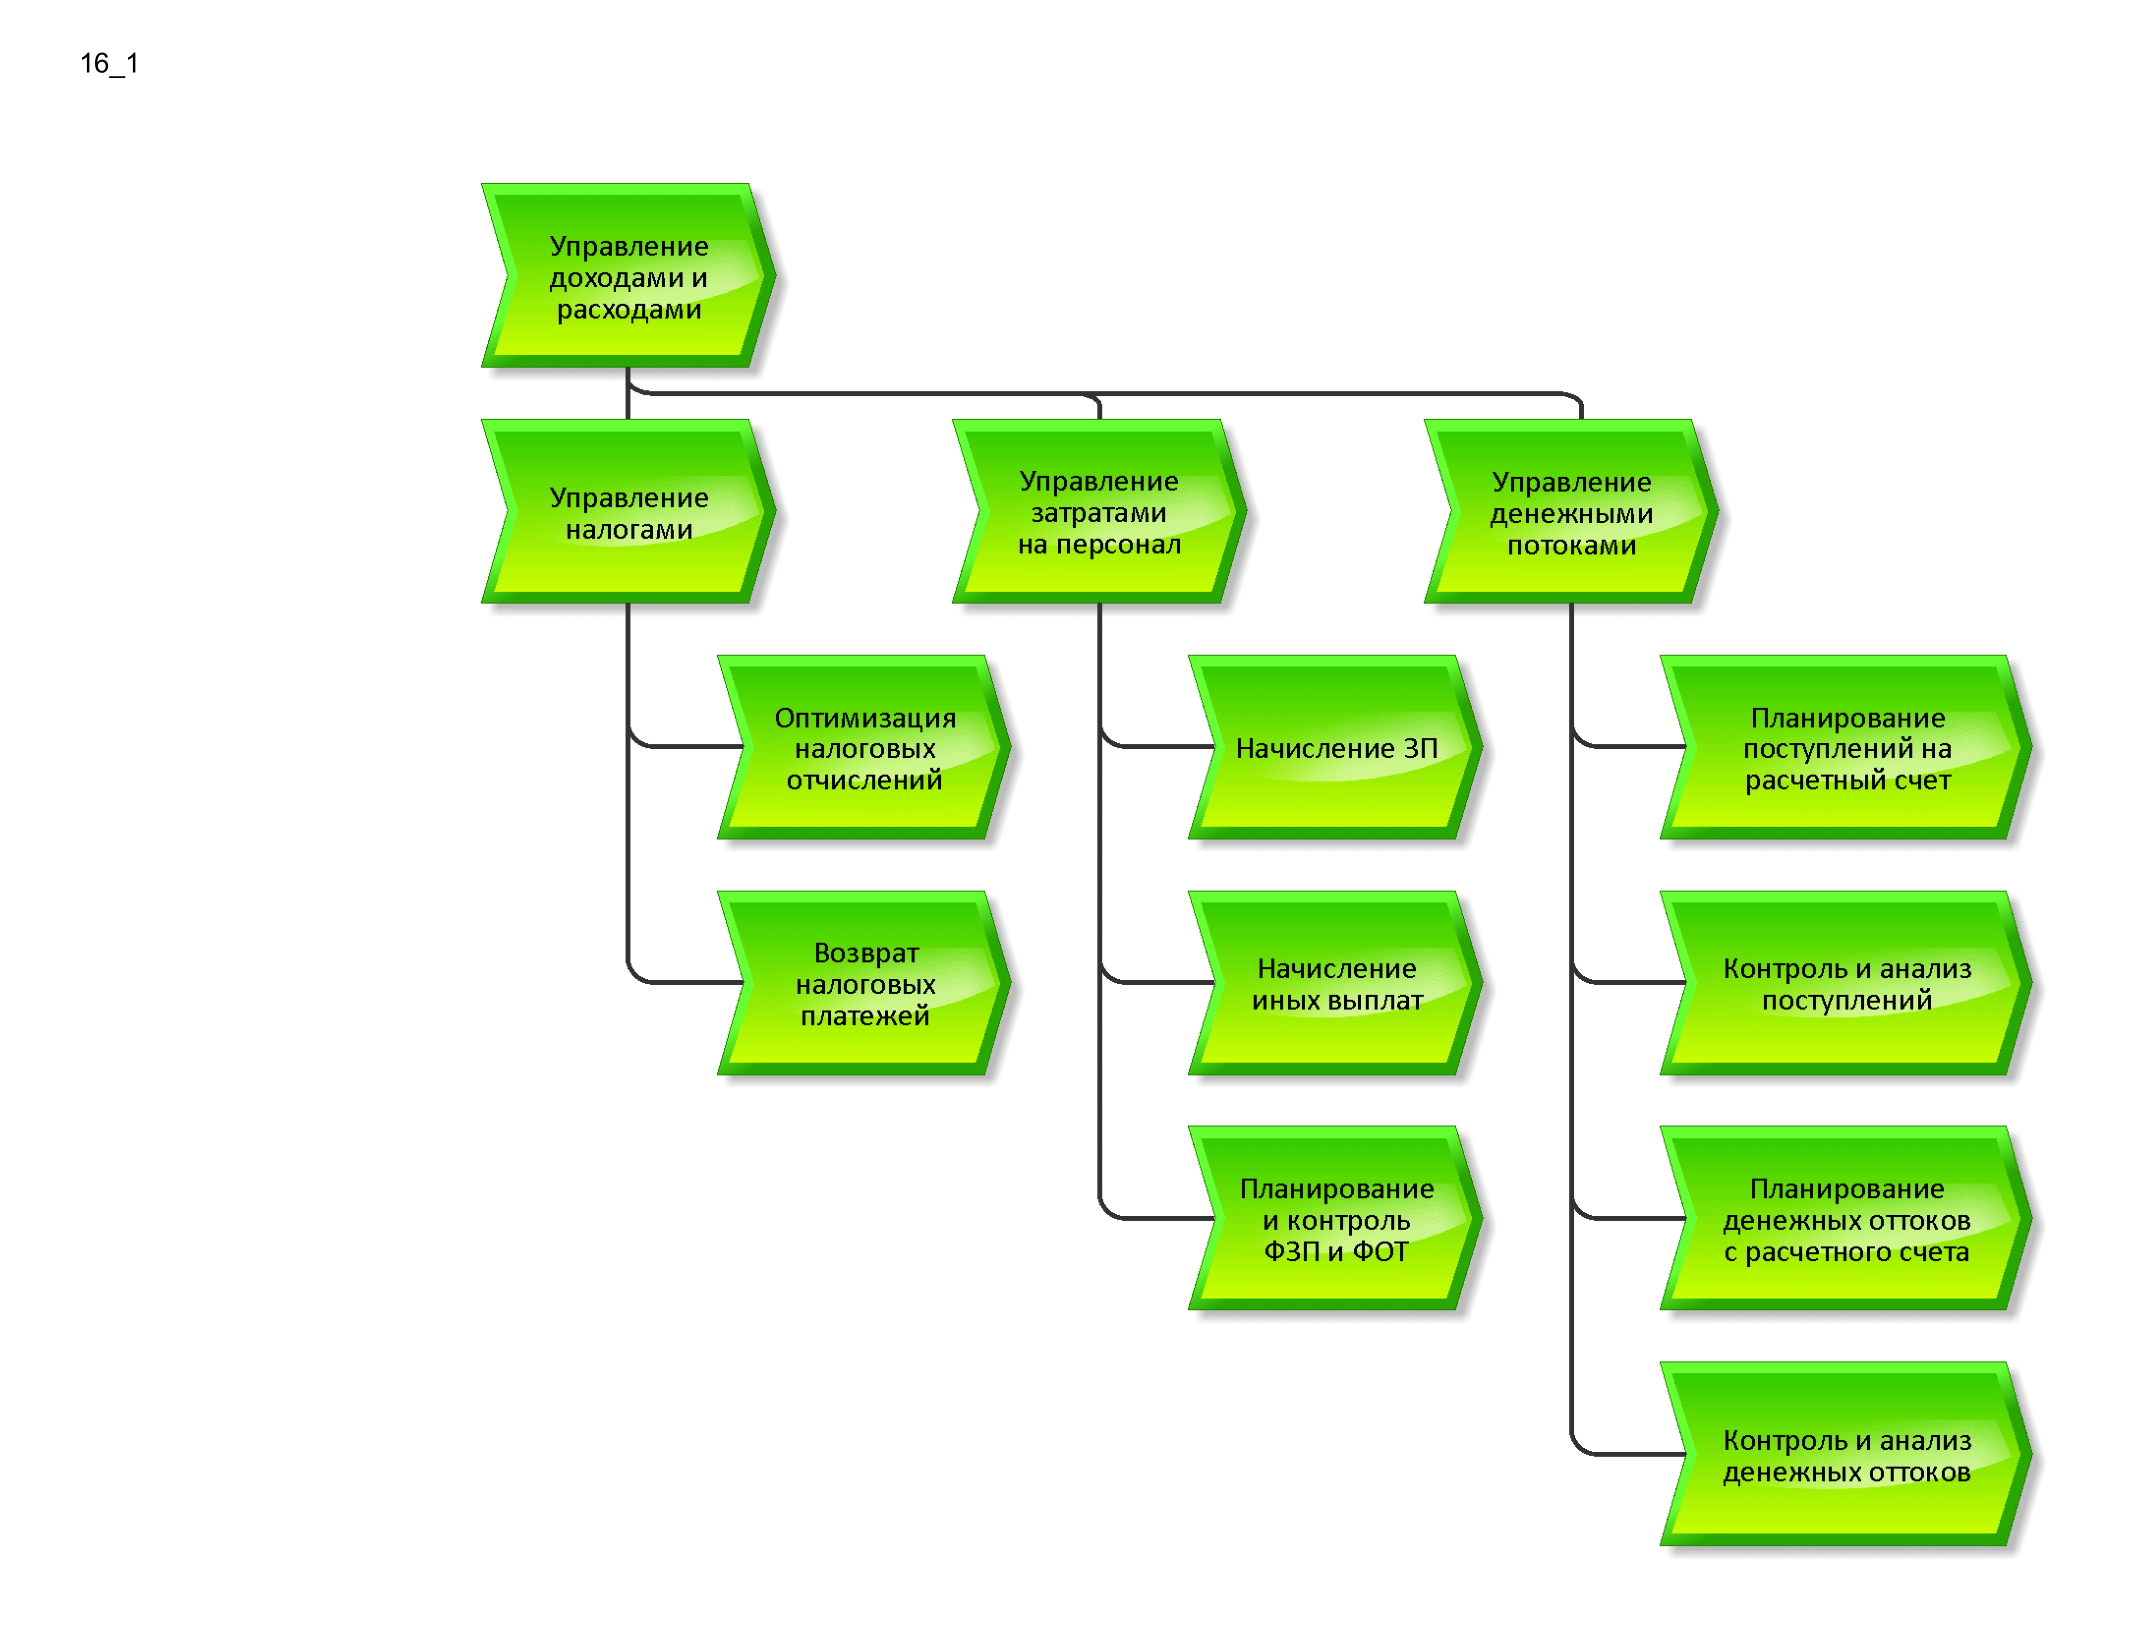 16_1
Управление
доходами и
расходами
Управление
налогами
Управление
затратами
на персонал
Управление
денежными
потоками
Оптимизация
налоговых
отчислений
Начисление ЗП
Планирование
поступлений на
расчетный счет
Возврат
налоговых
платежей
Начисление
иных выплат
Контроль и анализ
поступлений
Планирование
и контроль
ФЗП и ФОТ
Планирование
денежных оттоков
с расчетного счета
Контроль и анализ
денежных оттоков